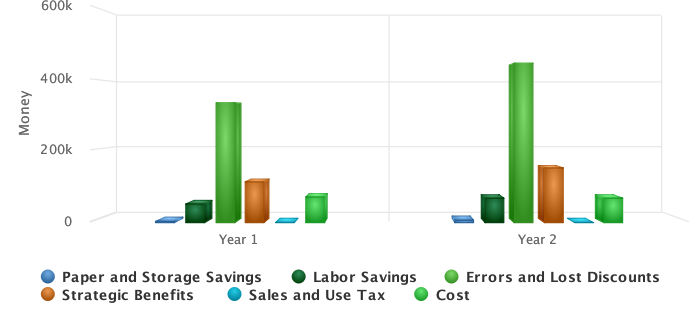 600k
400k
200k
0
Money
Year 1 Year 2
Paper and Storage Savings Labor Savings Errors and Lost Discounts
Strategic Benefits Sales and Use Tax Cost